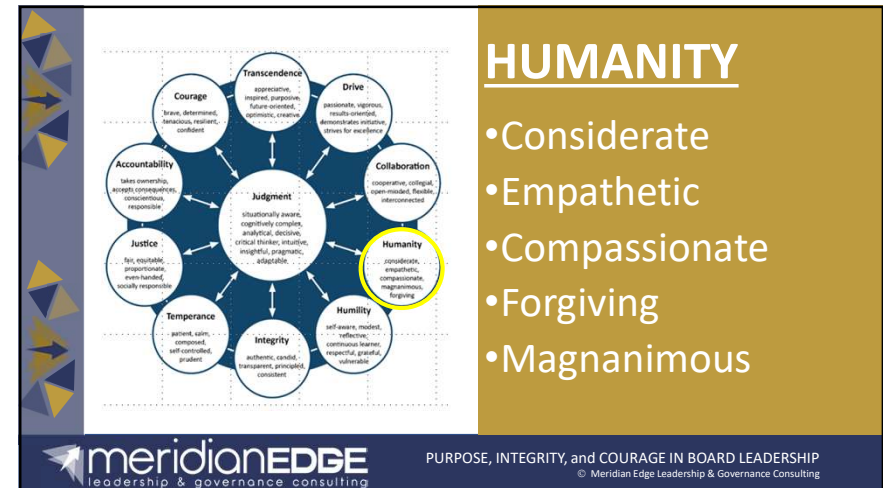 Transcendence
appreciative,
inspired, purposive,
future-oriented,
optimistic, creative
Drive
passionate, vigorous,
results-oriented,
demonstrates initiative,
strives for excellence
Collaboration
cooperative, collegial,
open-minded, flexible,
interconnected
Humanity
considerate,
empathetic,
compassionate,
magnanimous,
forgiving
Humility
self-aware, modest,
reflective,
continuous learner,
respectful, grateful,
vulnerable
Integrity
authentic, candid,
transparent, principled,
consistent
Temperance
patient, calm,
composed,
self-controlled,
prudent
Justice
fair, equitable,
proportionate,
even-handed,
socially responsible
Accountability
takes ownership,
accepts consequences,
conscientious,
responsible
Courage
brave, determined,
tenacious, resilient,
confident
Judgment
situationally aware,
cognitively complex,
analytical, decisive,
critical thinker, intuitive,
insightful, pragmatic,
adaptable
HUMANITY
•Considerate
•Empathetic
•Compassionate
•Forgiving
•Magnanimous
meridianEDGE
leadership & governance consulting
PURPOSE, INTEGRITY, and COURAGE IN BOARD LEADERSHIP
© Meridian Edge Leadership & Governance Consulting